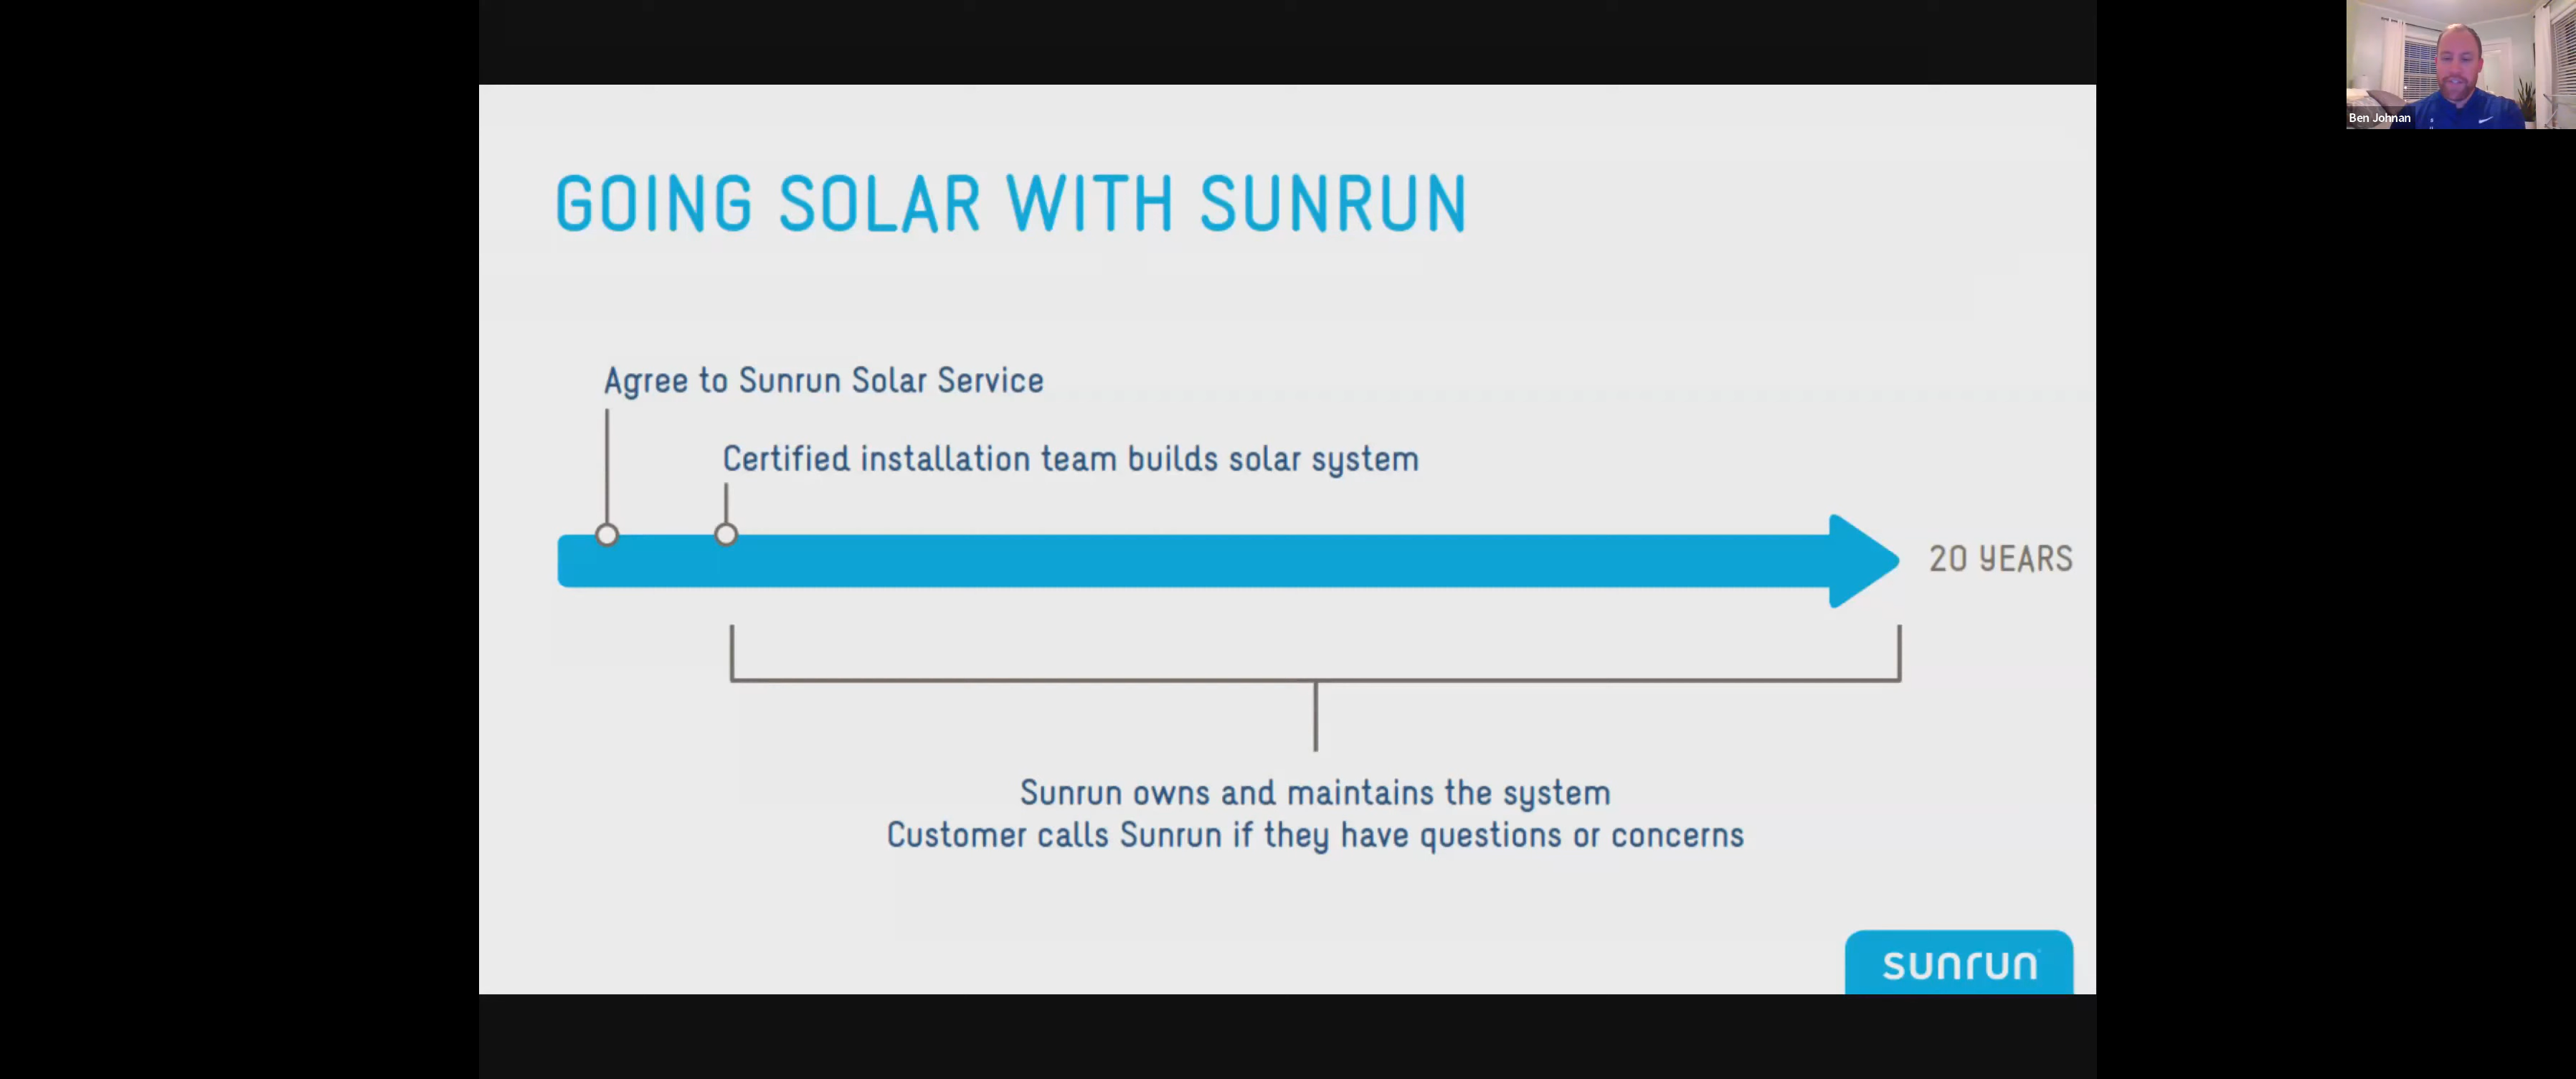 Ben Johnan
GOING SOLAR WITH SUNRUN
Agree to Sunrun Solar Service
Certified installation team builds solar system
20 YEARS
Sunrun owns and maintains the system
Customer calls Sunrun if they have questions or concerns
sunrun